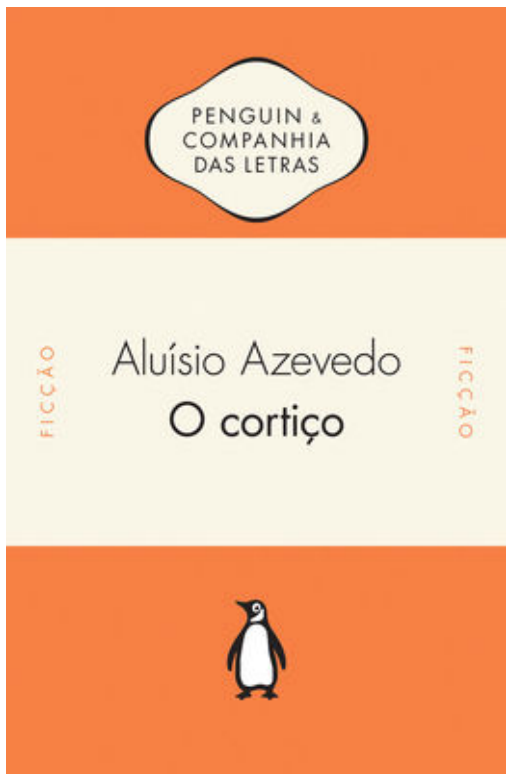 PENGUIN &
COMPANHIA
DAS LETRAS
Aluísio Azevedo
O cortiço
FICÇÃO
FICÇÃO